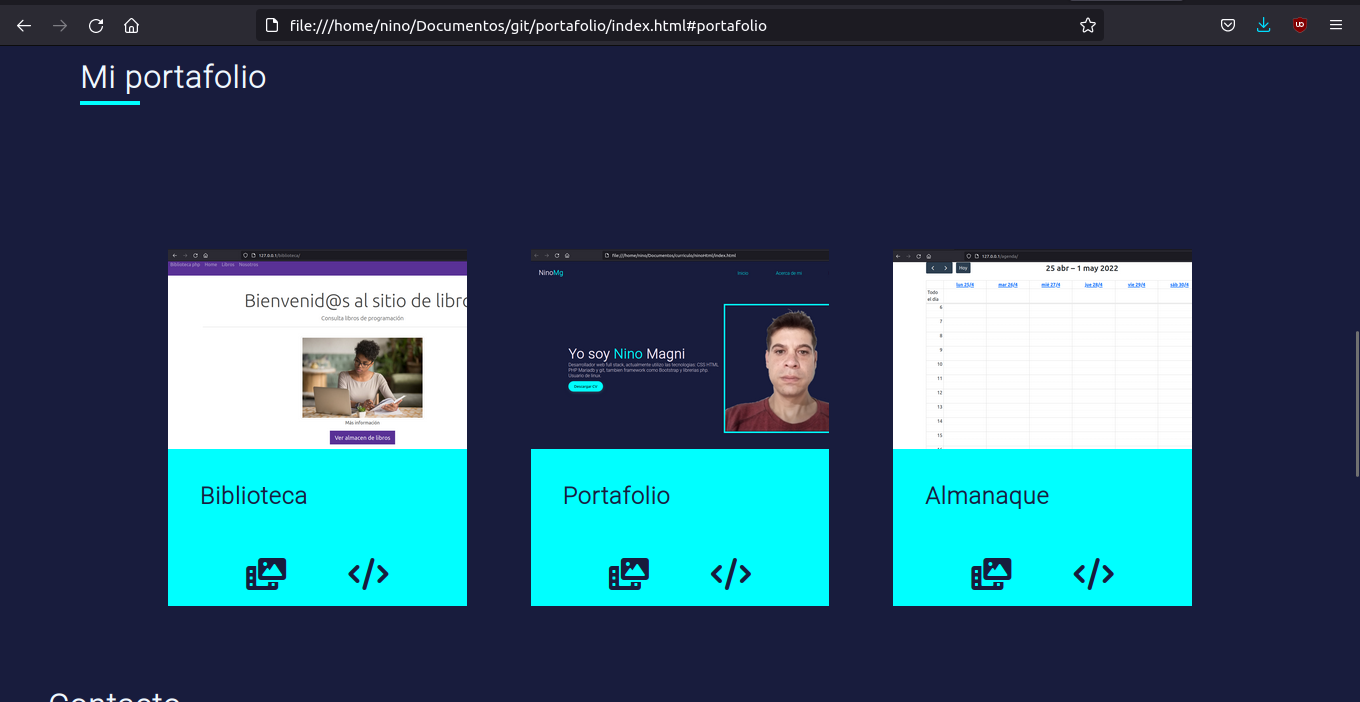 file:///home/nino/Documentos/git/portafolio/index.html#portafolio
Mi portafolio
127.0.0.1/biblioteca/
Biblioteca php Home Libros Nosotros
Bienvenid@s al sitio de libro
Consulta libros de programación
Más información
Ver almacen de libros
Biblioteca
file:///home/nino/Documentos/curriculo/ninoHtml/index.html
NinoMg
Inicio
Acerca de mi
Yo soy Nino Magni
Desarrollador web full stack, actualmente utilizo las tecnologias: CSS HTML
PHP Mariadb y git, tambien framework como Bootstrap y librerias php.
Usuario de linux.
Descargar CV
Portafolio
127.0.0.1/agenda/
Hoy
25 abr – 1 may 2022
lun 25/4 mar 26/4 mié 27/4 jue 28/4 vie 29/4 sáb 30/4
Todo
el día
6
7
8
9
10
11
12
13
14
15
Almanaque
Contacto